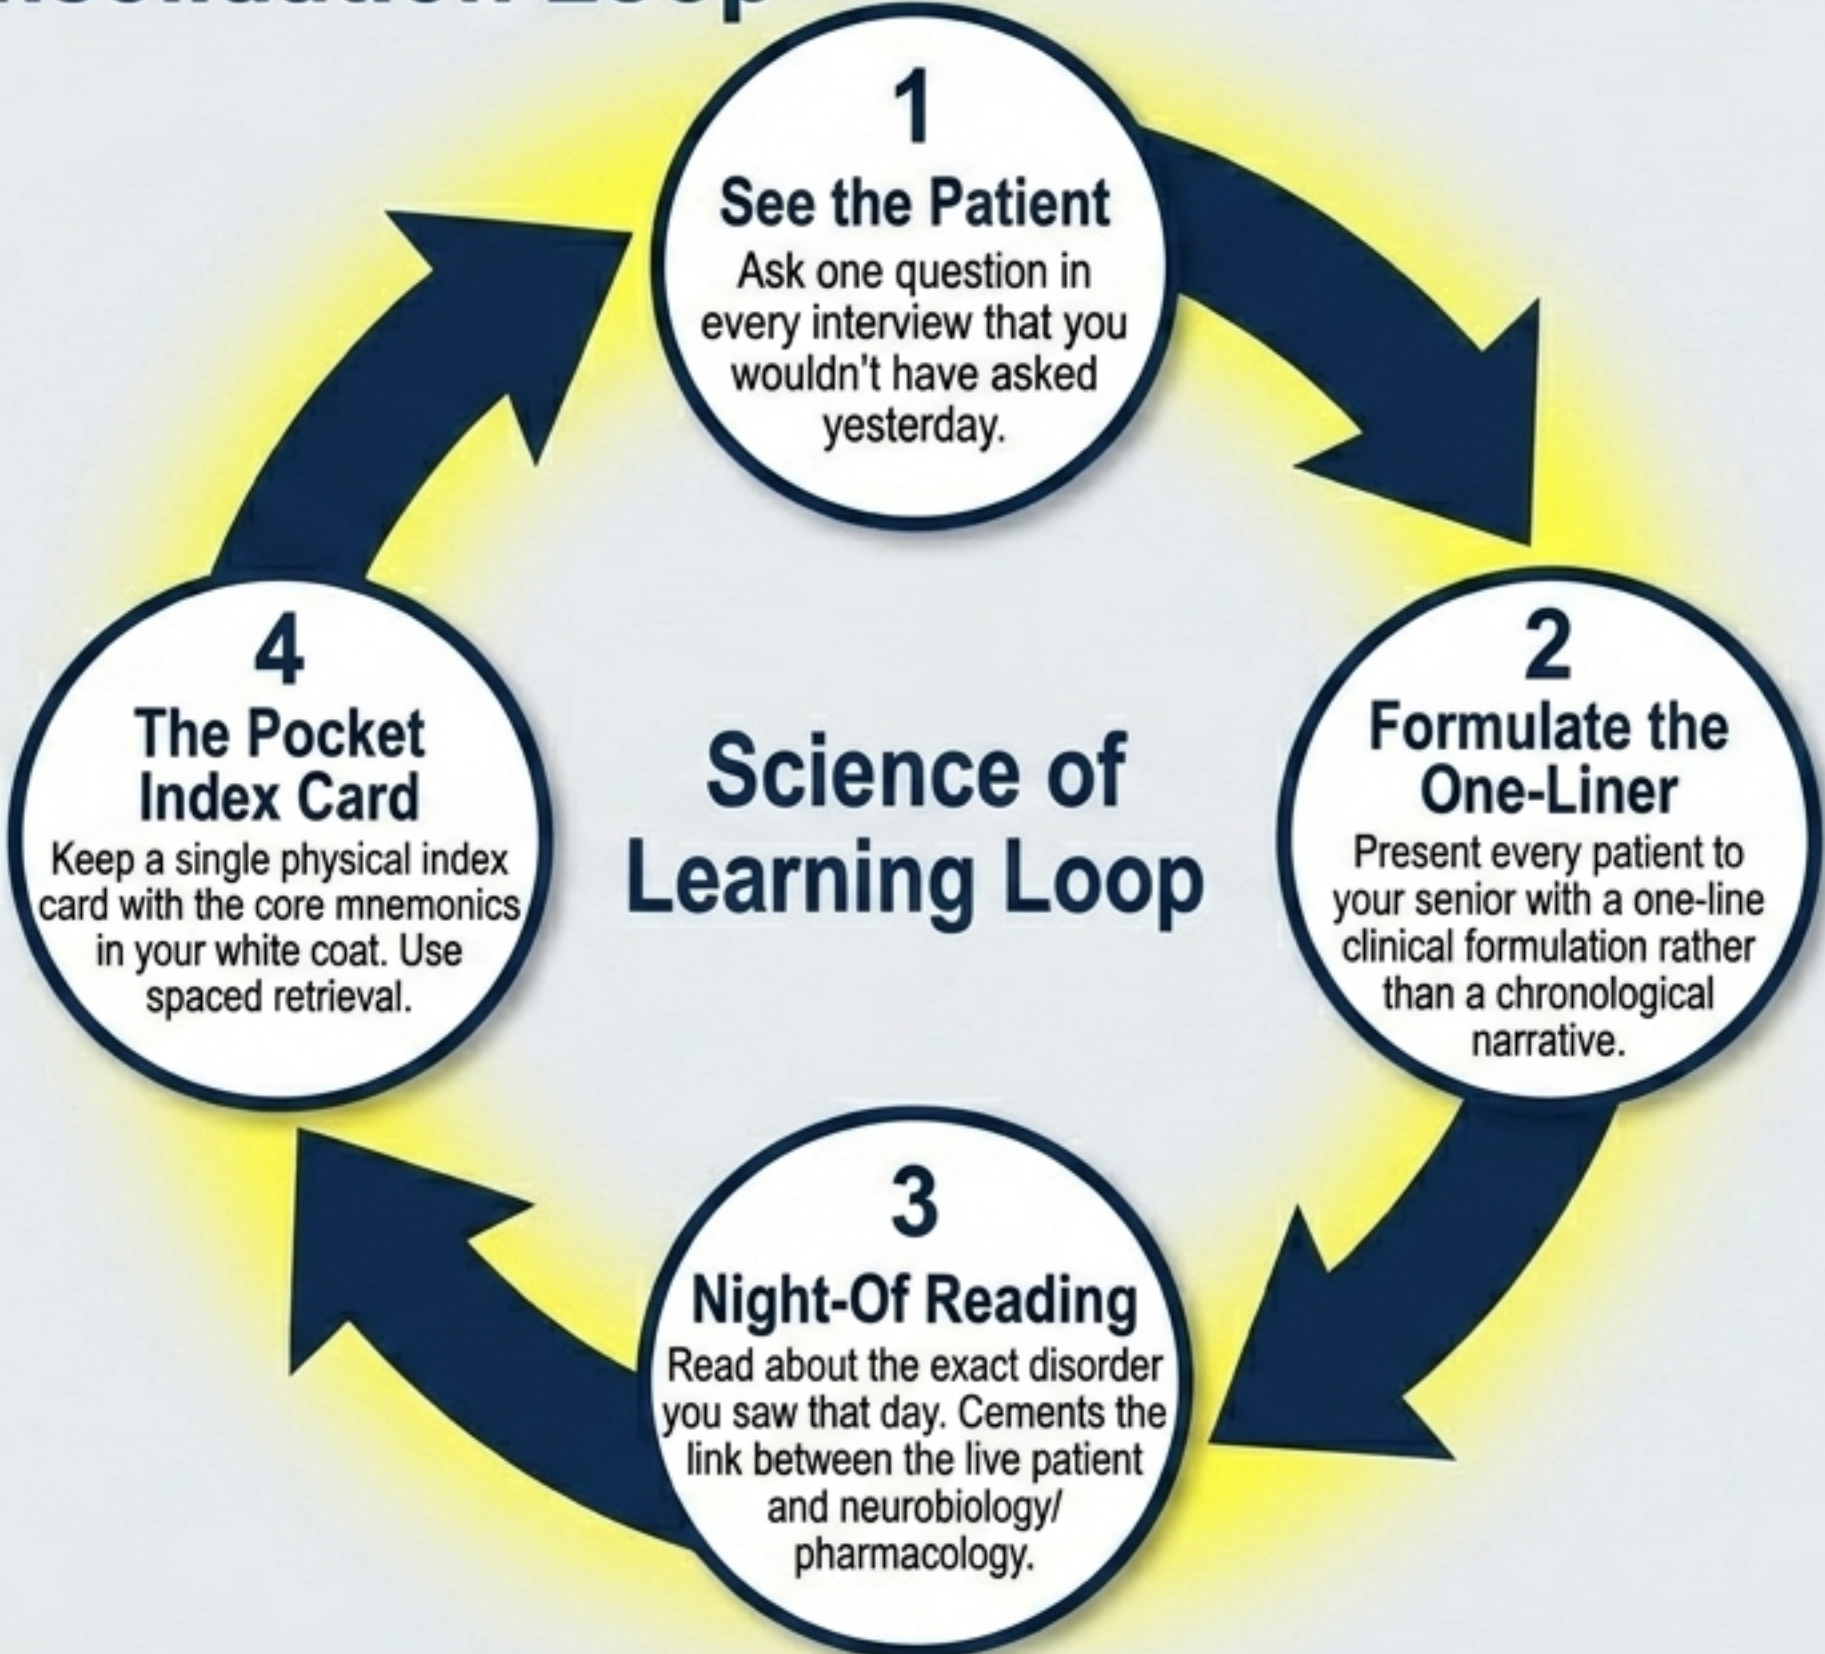 Loop
1
See the Patient
Ask one question in
every interview that you
wouldn't have asked
yesterday.
2
Formulate the
One-Liner
Present every patient to
your senior with a one-line
clinical formulation rather
than a chronological
narrative.
3
Night-Of Reading
Read about the exact disorder
you saw that day. Cements the
link between the live patient
and neurobiology/
pharmacology.
4
The Pocket
Index Card
Keep a single physical index
card with the core mnemonics
in your white coat. Use
spaced retrieval.
Science of
Learning Loop